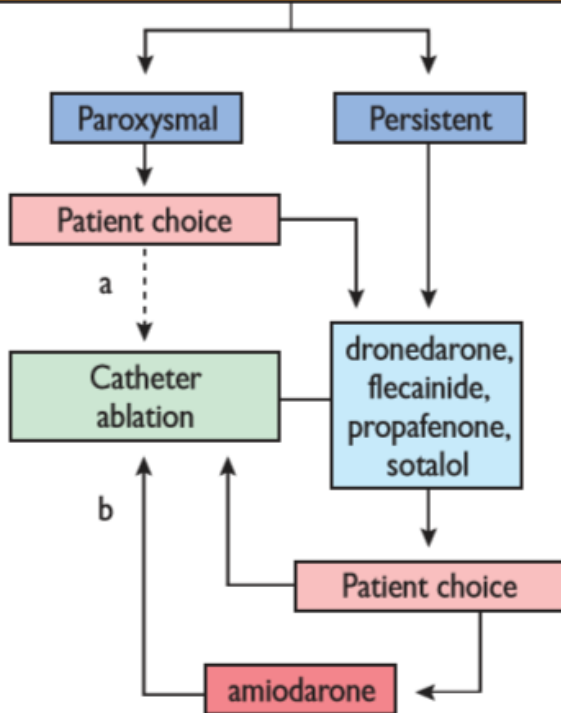 Paroxysmal
Persistent
Patient choice
a
Catheter
ablation
dronedarone,
flecainide,
propafenone,
sotalol
b
Patient choice
amiodarone